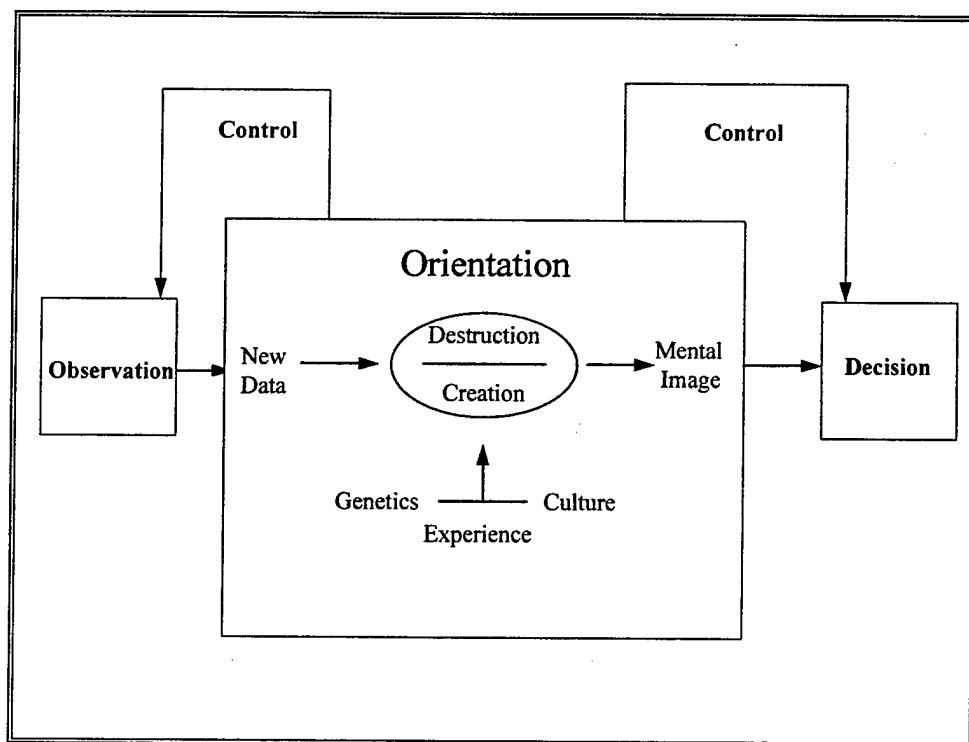 Control
Control
Orientation
Observation
New
Data
Destruction
Creation
Mental
Image
Decision
Genetics
Culture
Experience